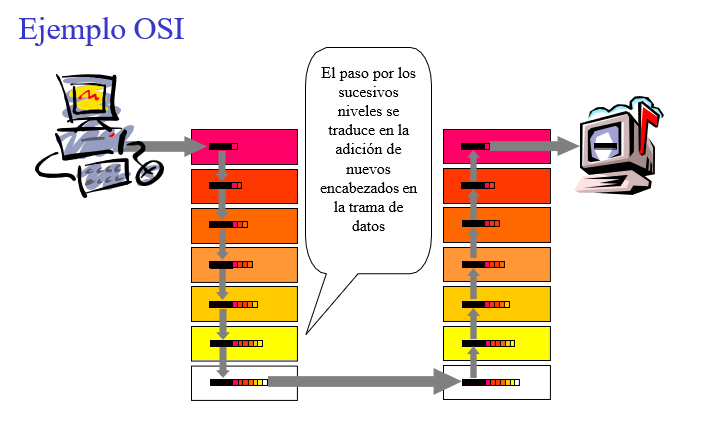 Ejemplo OSI
El paso por los
sucesivos
niveles se
traduce en la
adición de
nuevos
encabezados en
la trama de
datos